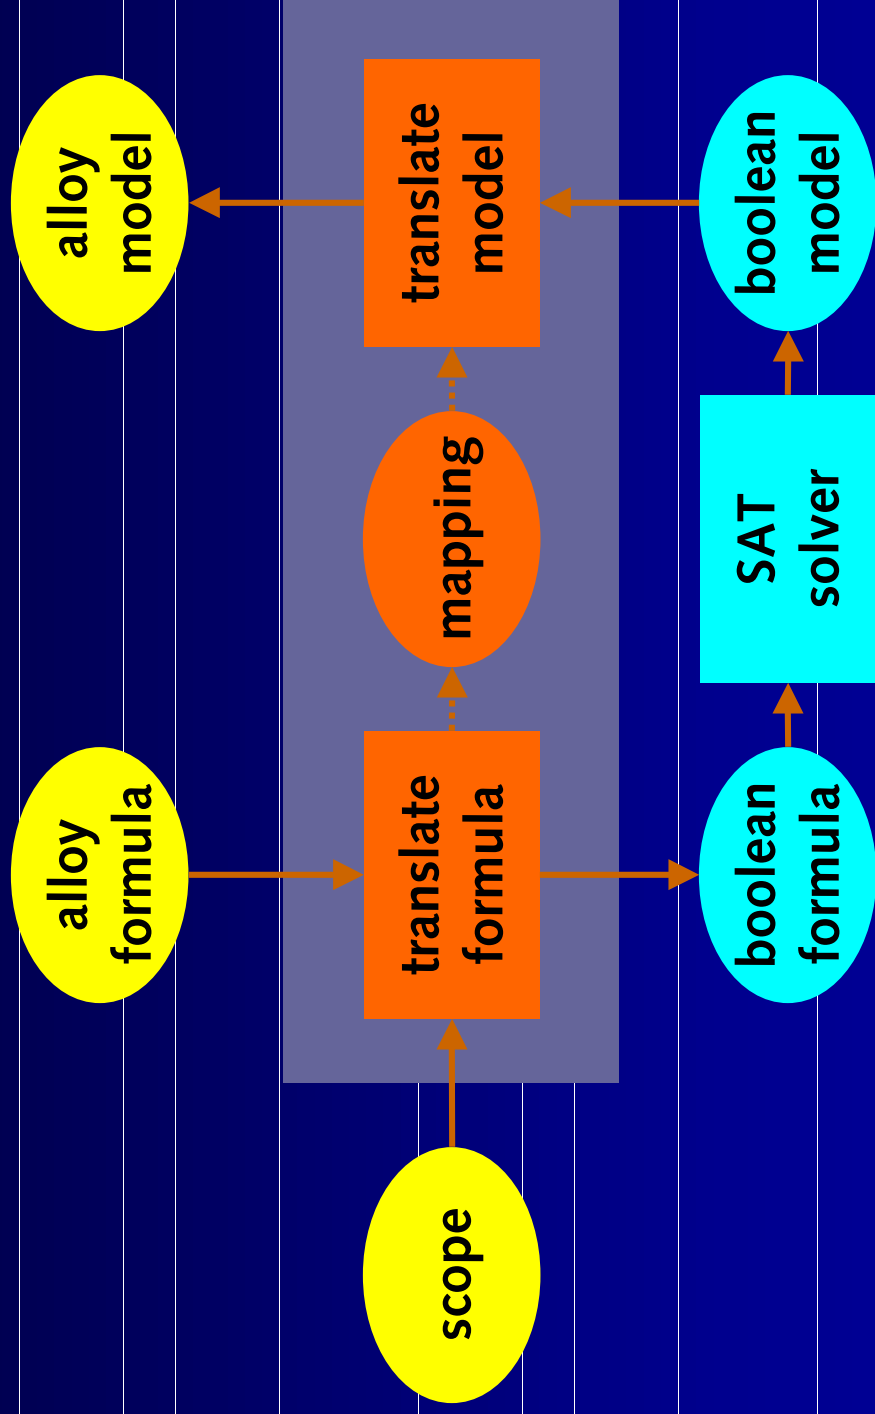 alloy
formula
alloy
model
scope
translate
formula
mapping
translate
model
boolean
formula
SAT
solver
boolean
model